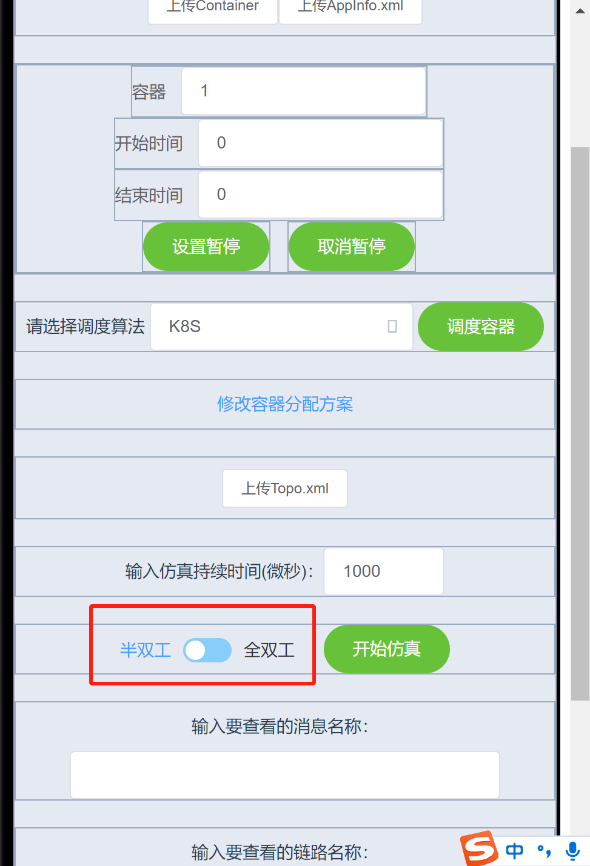 上传Container 上传AppInfo.xml
容器 1
开始时间 0
结束时间 0
设置暂停 取消暂停
请选择调度算法 K8S 调度容器
修改容器分配方案
上传Topo.xml
输入仿真持续时间(微秒)： 1000
半双工 全双工 开始仿真
输入要查看的消息名称：
输入要查看的链路名称：
S 中 °，